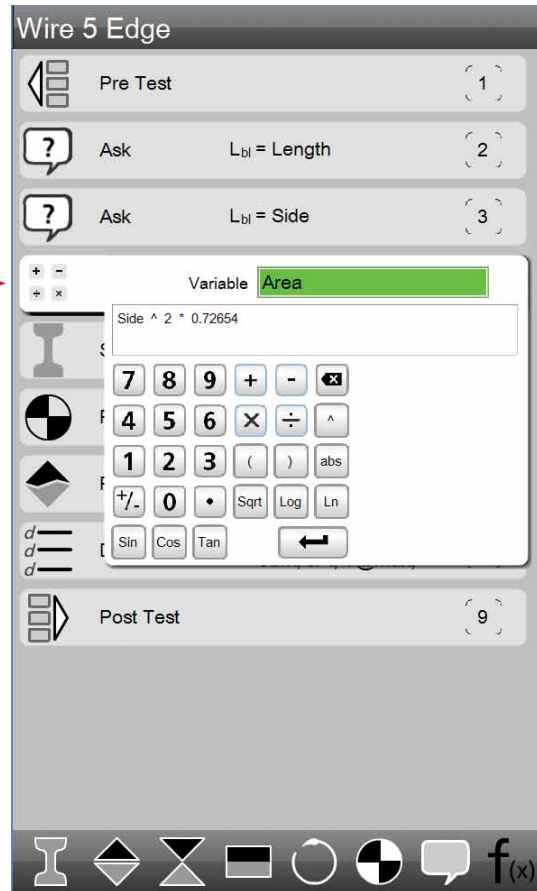 Wire 5 Edge
Pre Test 1
? Ask Lbl = Length 2
? Ask Lbl = Side 3
+ -
÷ ×
Variable Area
Side ^ 2 * 0.72654
7 8 9 + -
4 5 6 × ÷ ^
1 2 3 ( ) abs
+/- 0 • Sqrt Log Ln
Sin Cos Tan
d
d
d
Post Test 9
f(x)